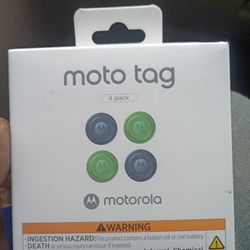 moto tag
4 pack
motorola
WARNING
INGESTION HAZARD: This product contains a button cell or coin battery.
DEATH or serious injury can occur if ingested.
Chemical